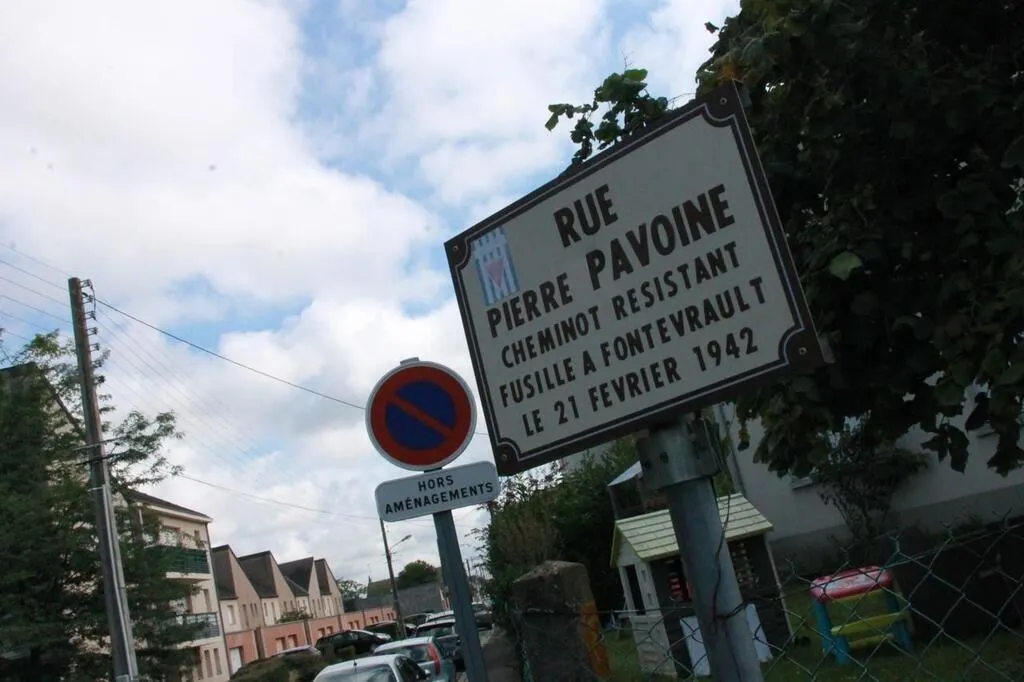 RUE
PIERRE PAVOINE
CHEMINOT RESISTANT
FUSILLE A FONTEVRAULT
LE 21 FEVRIER 1942
HORS
AMÉNAGEMENTS